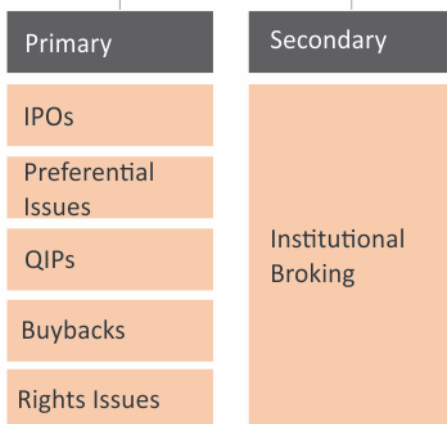 Primary
IPOs
Preferential
Issues
QIPs
Buybacks
Rights Issues
Secondary
Institutional
Broking